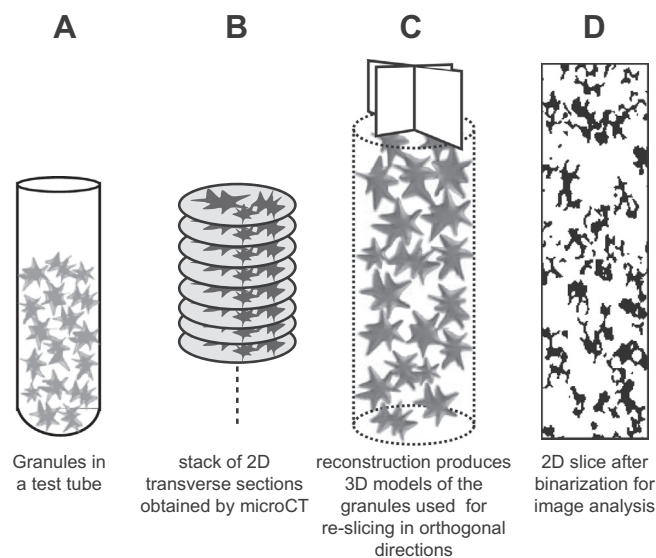 A
B
C
D
Granules in
a test tube
stack of 2D
transverse sections
obtained by microCT
reconstruction produces
3D models of the
granules used for
re-slicing in orthogonal
directions
2D slice after
binarization for
image analysis